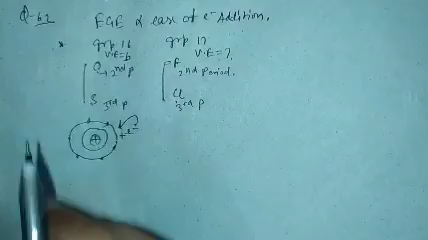 Q-62 EGE α ease of e⁻ Addition.
* grp 16 grp 17
V.E=6 V.E=7.
O→2nd p F 2nd Period.
S 3rd p Cl 3rd p
+e⁻
+